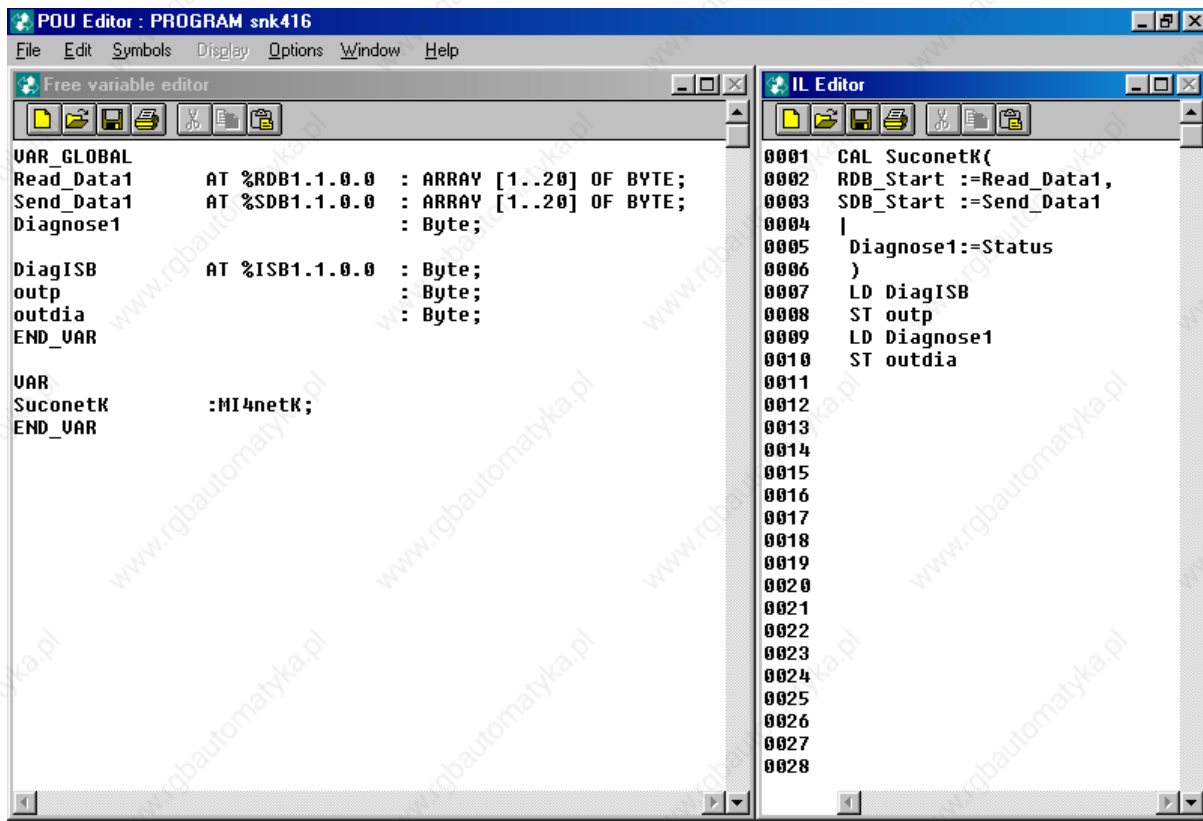 POU Editor : PROGRAM snk416
File Edit Symbols Display Options Window Help
Free variable editor
VAR_GLOBAL
Read_Data1 AT %RDB1.1.0.0 : ARRAY [1..20] OF BYTE;
Send_Data1 AT %SDB1.1.0.0 : ARRAY [1..20] OF BYTE;
Diagnose1 : Byte;
DiagISB AT %ISB1.1.0.0 : Byte;
outp : Byte;
outdia : Byte;
END_VAR
VAR
SuconetK :MI4netK;
END_VAR
IL Editor
0001 CAL SuconetK(
0002 RDB_Start :=Read_Data1,
0003 SDB_Start :=Send_Data1
0004 |
0005 Diagnose1:=Status
0006 )
0007 LD DiagISB
0008 ST outp
0009 LD Diagnose1
0010 ST outdia
0011
0012
0013
0014
0015
0016
0017
0018
0019
0020
0021
0022
0023
0024
0025
0026
0027
0028
www.rgbautomatyka.pl